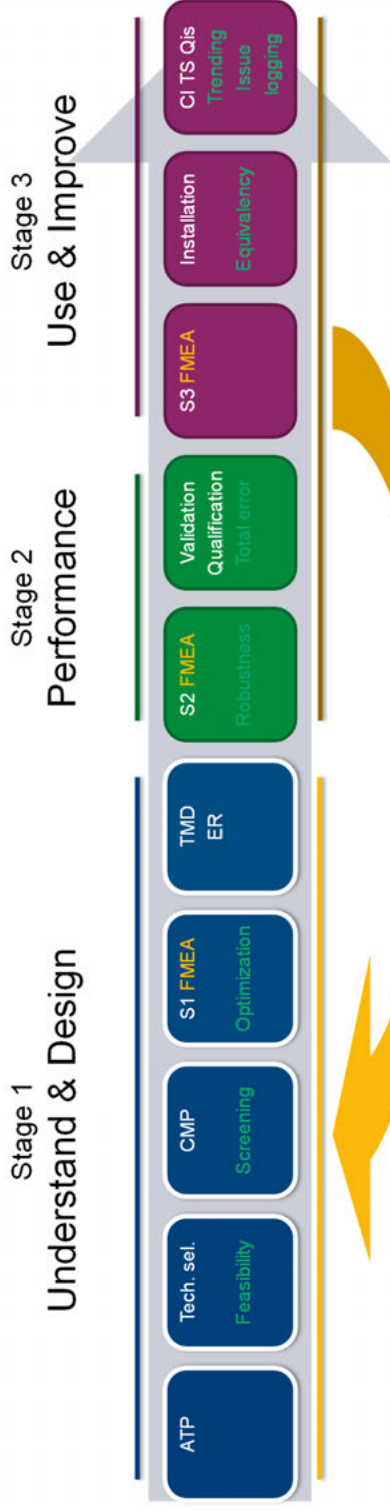 Stage 1
Understand & Design
Stage 2
Performance
Stage 3
Use & Improve
ATP
Tech. sel.
Feasibility
CMP
Screening
S1 FMEA
Optimization
TMD
ER
S2 FMEA
Robustness
Validation
Qualification
Total error
S3 FMEA
Installation
Equivalency
CI TS Qis
Trending
Issue
logging